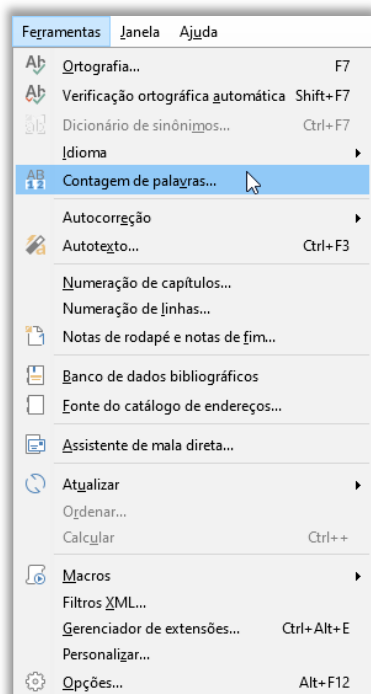 Ferramentas Janela Ajuda
Ortografia... F7
Verificação ortográfica automática Shift+F7
Dicionário de sinônimos... Ctrl+F7
Idioma
Contagem de palavras...
Autocorreção
Autotexto... Ctrl+F3
Numeração de capítulos...
Numeração de linhas...
Notas de rodapé e notas de fim...
Banco de dados bibliográficos
Fonte do catálogo de endereços...
Assistente de mala direta...
Atualizar
Ordenar...
Calcular Ctrl++
Macros
Filtros XML...
Gerenciador de extensões... Ctrl+Alt+E
Personalizar...
Opções... Alt+F12